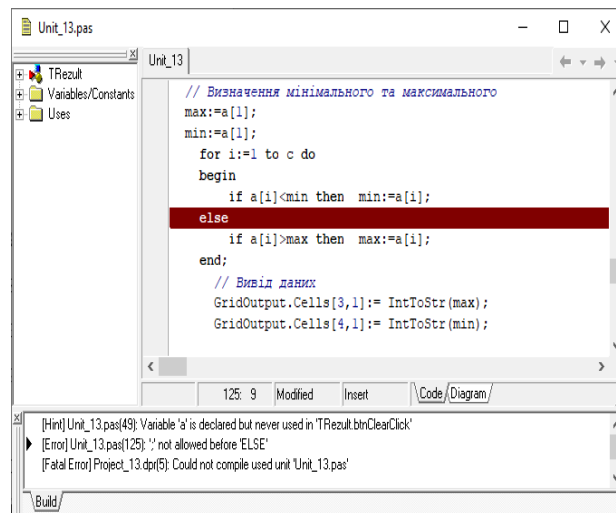 Unit_13.pas
TRezult
Variables/Constants
Uses
Unit_13
// Визначення мінімального та максимального
max:=a[1];
min:=a[1];
for i:=1 to c do
begin
if a[i]<min then min:=a[i];
else
if a[i]>max then max:=a[i];
end;
// Вивід даних
GridOutput.Cells[3,1]:= IntToStr(max);
GridOutput.Cells[4,1]:= IntToStr(min);
125: 9 Modified Insert Code Diagram
[Hint] Unit_13.pas(49): Variable 'a' is declared but never used in 'TRezult.btnClearClick'
[Error] Unit_13.pas(125): ';' not allowed before 'ELSE'
[Fatal Error] Project_13.dpr(5): Could not compile used unit 'Unit_13.pas'
Build